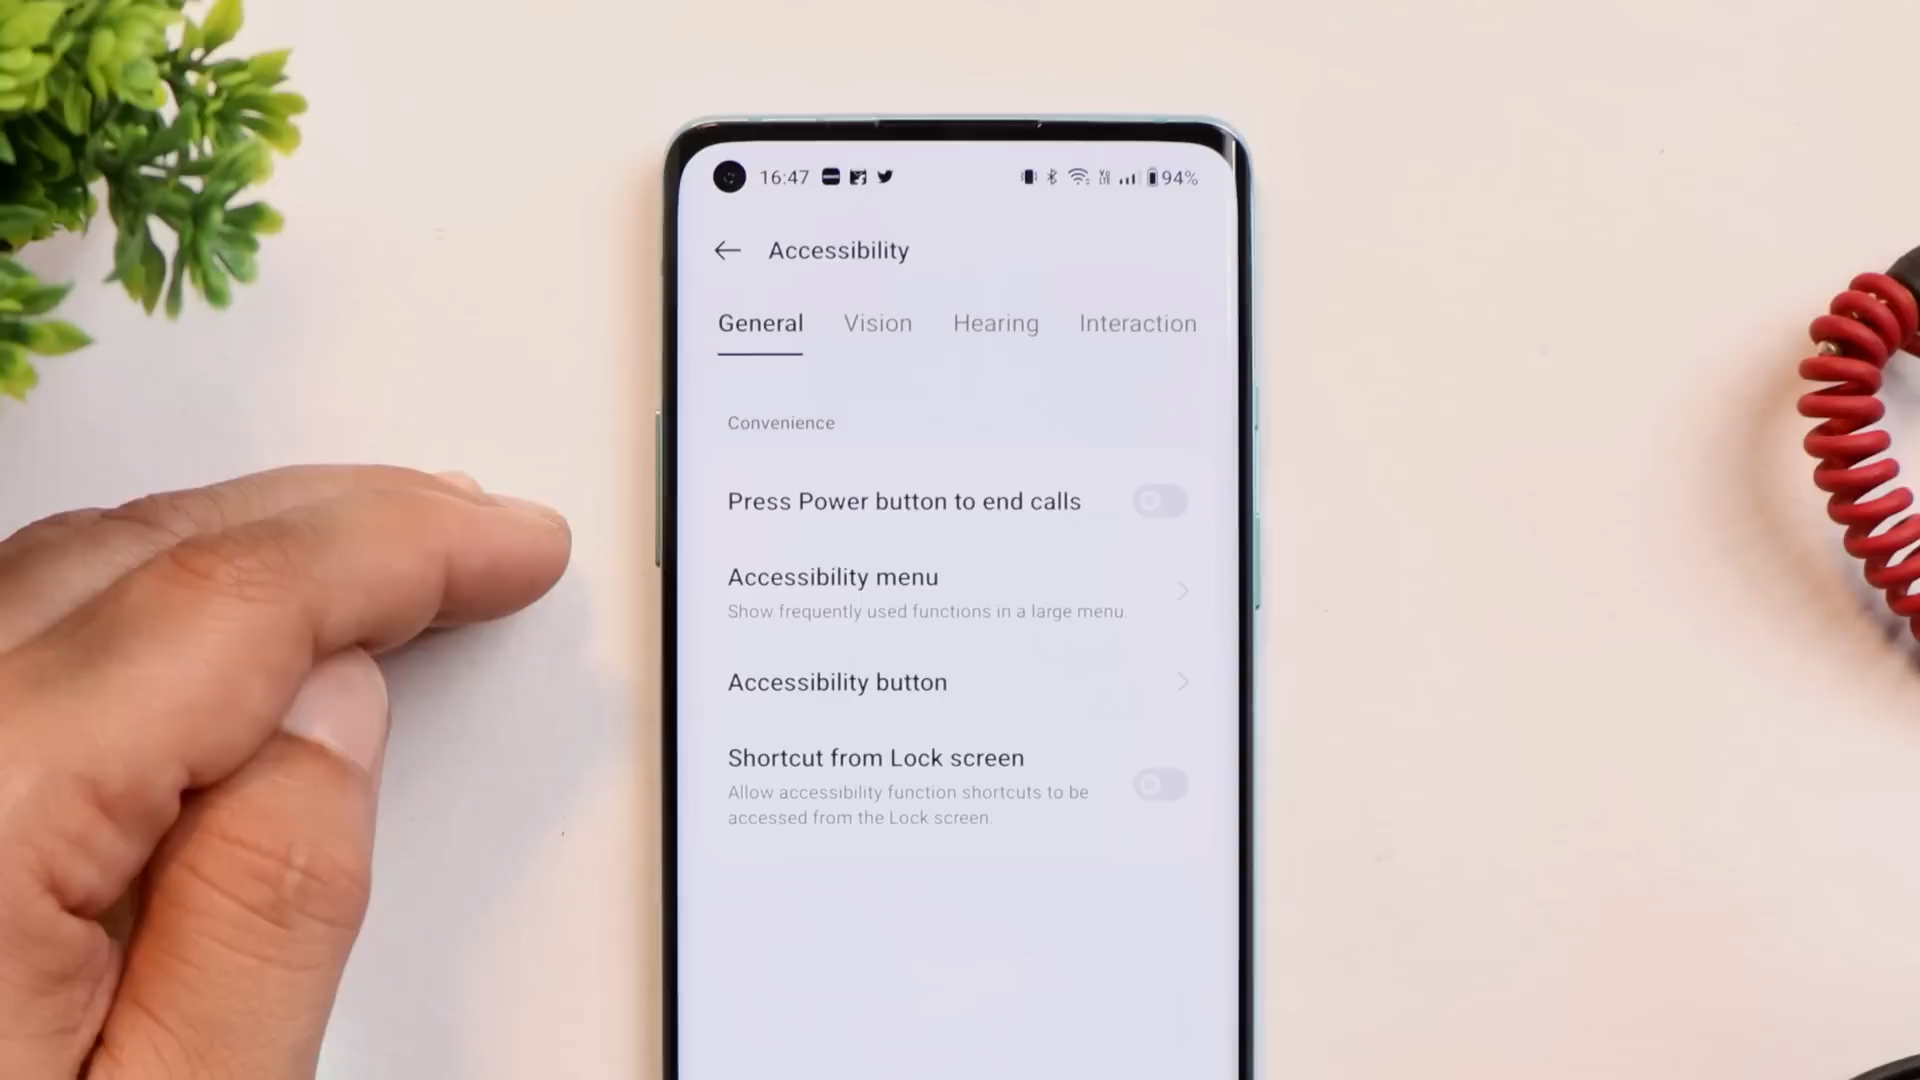 16:47 94%
Accessibility
General Vision Hearing Interaction
Convenience
Press Power button to end calls
Accessibility menu
Show frequently used functions in a large menu.
Accessibility button
Shortcut from Lock screen
Allow accessibility function shortcuts to be
accessed from the Lock screen.